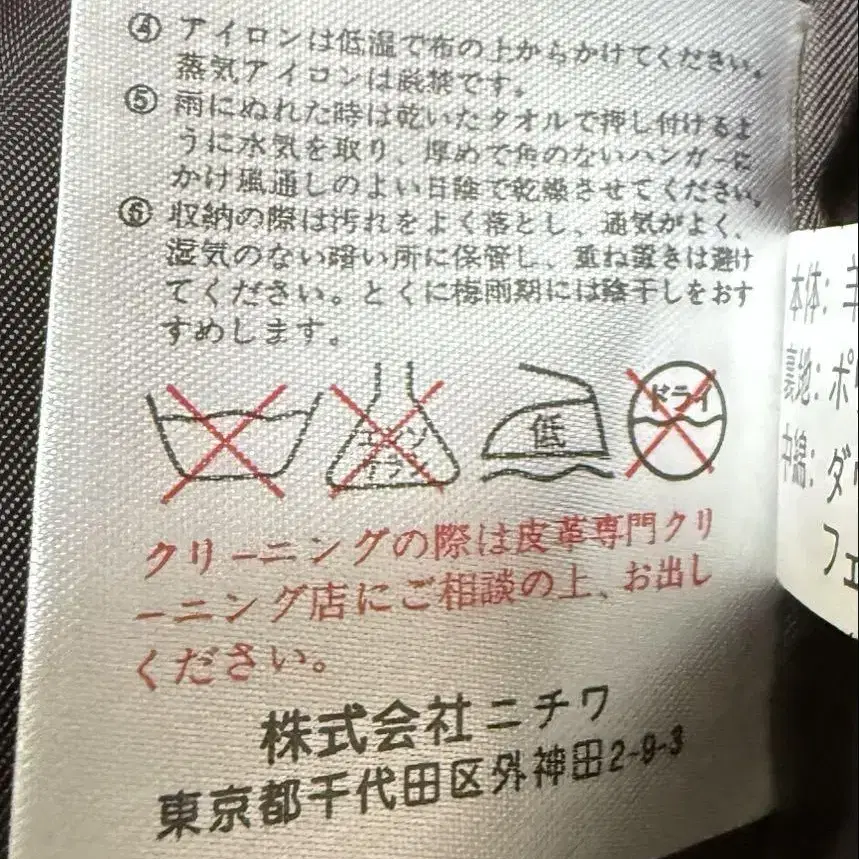 ④ アイロンは低温で布の上からかけてください。
蒸気アイロンは厳禁です。
⑤ 雨にぬれた時は乾いたタオルで押し付けるよ
うに水気を取り、厚めで角のないハンガーに
かけ風通しのよい日陰で乾燥させてください。
⑥ 収納の際は汚れをよく落とし、通気がよく、
湿気のない暗い所に保管し、重ね置きは避け
てください。とくに梅雨期には陰干しをおす
すめします。
エンソ
サラシ
低
ドライ
クリーニングの際は皮革専門クリ
ーニング店にご相談の上、お出し
ください。
株式会社ニチワ
東京都千代田区外神田2-9-3
本体:
裏地: ポ
中綿: ダ
フェ